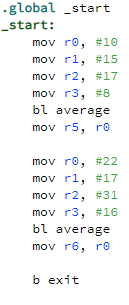 .global _start
_start:
mov r0, #10
mov r1, #15
mov r2, #17
mov r3, #8
bl average
mov r5, r0
mov r0, #22
mov r1, #17
mov r2, #31
mov r3, #16
bl average
mov r6, r0
b exit